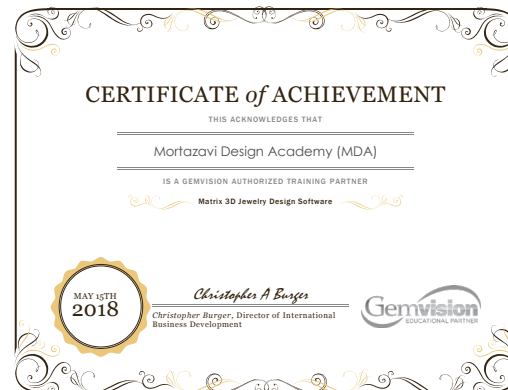 CERTIFICATE of ACHIEVEMENT
THIS ACKNOWLEDGES THAT
Mortazavi Design Academy (MDA)
IS A GEMVISION AUTHORIZED TRAINING PARTNER
Matrix 3D Jewelry Design Software
MAY 15TH
2018
Christopher A Burger
Christopher Burger, Director of International
Business Development
Gemvision
EDUCATIONAL PARTNER